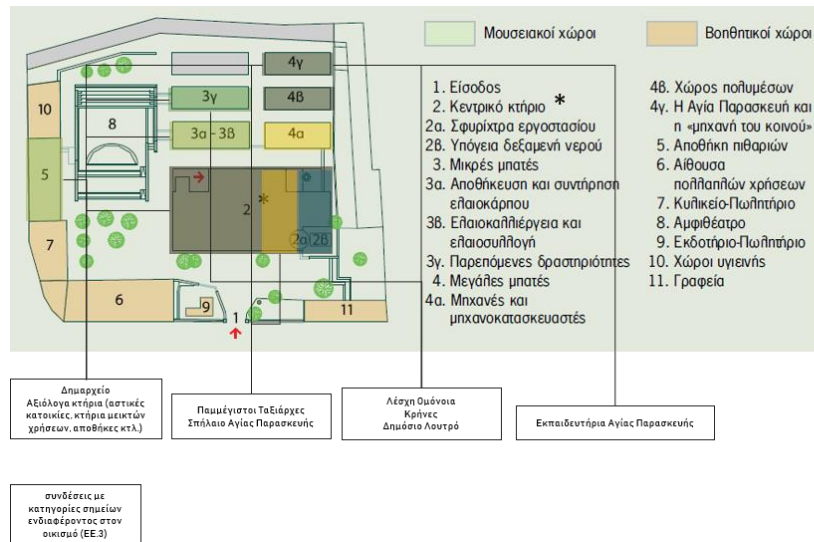 Μουσειακοί χώροι
Βοηθητικοί χώροι
4γ
3γ
4β
10
8
3α - 3β
4α
5
2
*
2α
2β
7
6
9
1
11
1. Είσοδος
2. Κεντρικό κτήριο *
2α. Σφυρίχτρα εργοστασίου
2β. Υπόγεια δεξαμενή νερού
3. Μικρές μπατές
3α. Αποθήκευση και συντήρηση
ελαιοκάρπου
3β. Ελαιοκαλλιέργεια και
ελαιοσυλλογή
3γ. Παρεπόμενες δραστηριότητες
4. Μεγάλες μπατές
4α. Μηχανές και
μηχανοκατασκευαστές
4β. Χώρος πολυμέσων
4γ. Η Αγία Παρασκευή και
η «μηχανή του κοινού»
5. Αποθήκη πιθαριών
6. Αίθουσα
πολλαπλών χρήσεων
7. Κυλικείο-Πωλητήριο
8. Αμφιθέατρο
9. Εκδοτήριο-Πωλητήριο
10. Χώροι υγιεινής
11. Γραφεία
Δημαρχείο
Αξιόλογα κτήρια (αστικές
κατοικίες, κτήρια μεικτών
χρήσεων, αποθήκες κτλ.)
Παμμέγιστοι Ταξιάρχες
Σπήλαιο Αγίας Παρασκευής
Λέσχη Ομόνοια
Κρήνες
Δημόσιο Λουτρό
Εκπαιδευτήρια Αγίας Παρασκευής
συνδέσεις με
κατηγορίες σημείων
ενδιαφέροντος στον
οικισμό (ΕΕ.3)